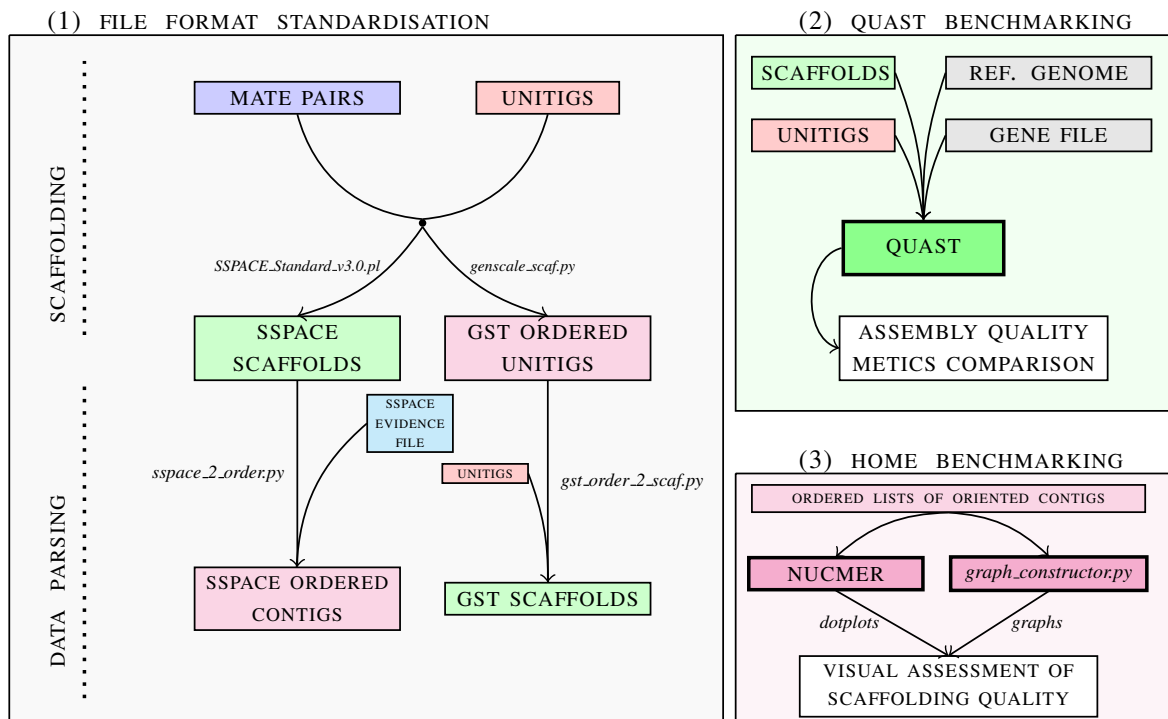 (1) FILE FORMAT STANDARDISATION
SCAFFOLDING
MATE PAIRS
UNITIGS
SSPACE_Standard_v3.0.pl
genscale_scaf.py
SSPACE
SCAFFOLDS
GST ORDERED
UNITIGS
DATA PARSING
SSPACE
EVIDENCE
FILE
sspace_2_order.py
UNITIGS
gst_order_2_scaf.py
SSPACE ORDERED
CONTIGS
GST SCAFFOLDS
(2) QUAST BENCHMARKING
SCAFFOLDS
REF. GENOME
UNITIGS
GENE FILE
QUAST
ASSEMBLY QUALITY
METICS COMPARISON
(3) HOME BENCHMARKING
ORDERED LISTS OF ORIENTED CONTIGS
NUCMER
graph_constructor.py
dotplots
graphs
VISUAL ASSESSMENT OF
SCAFFOLDING QUALITY